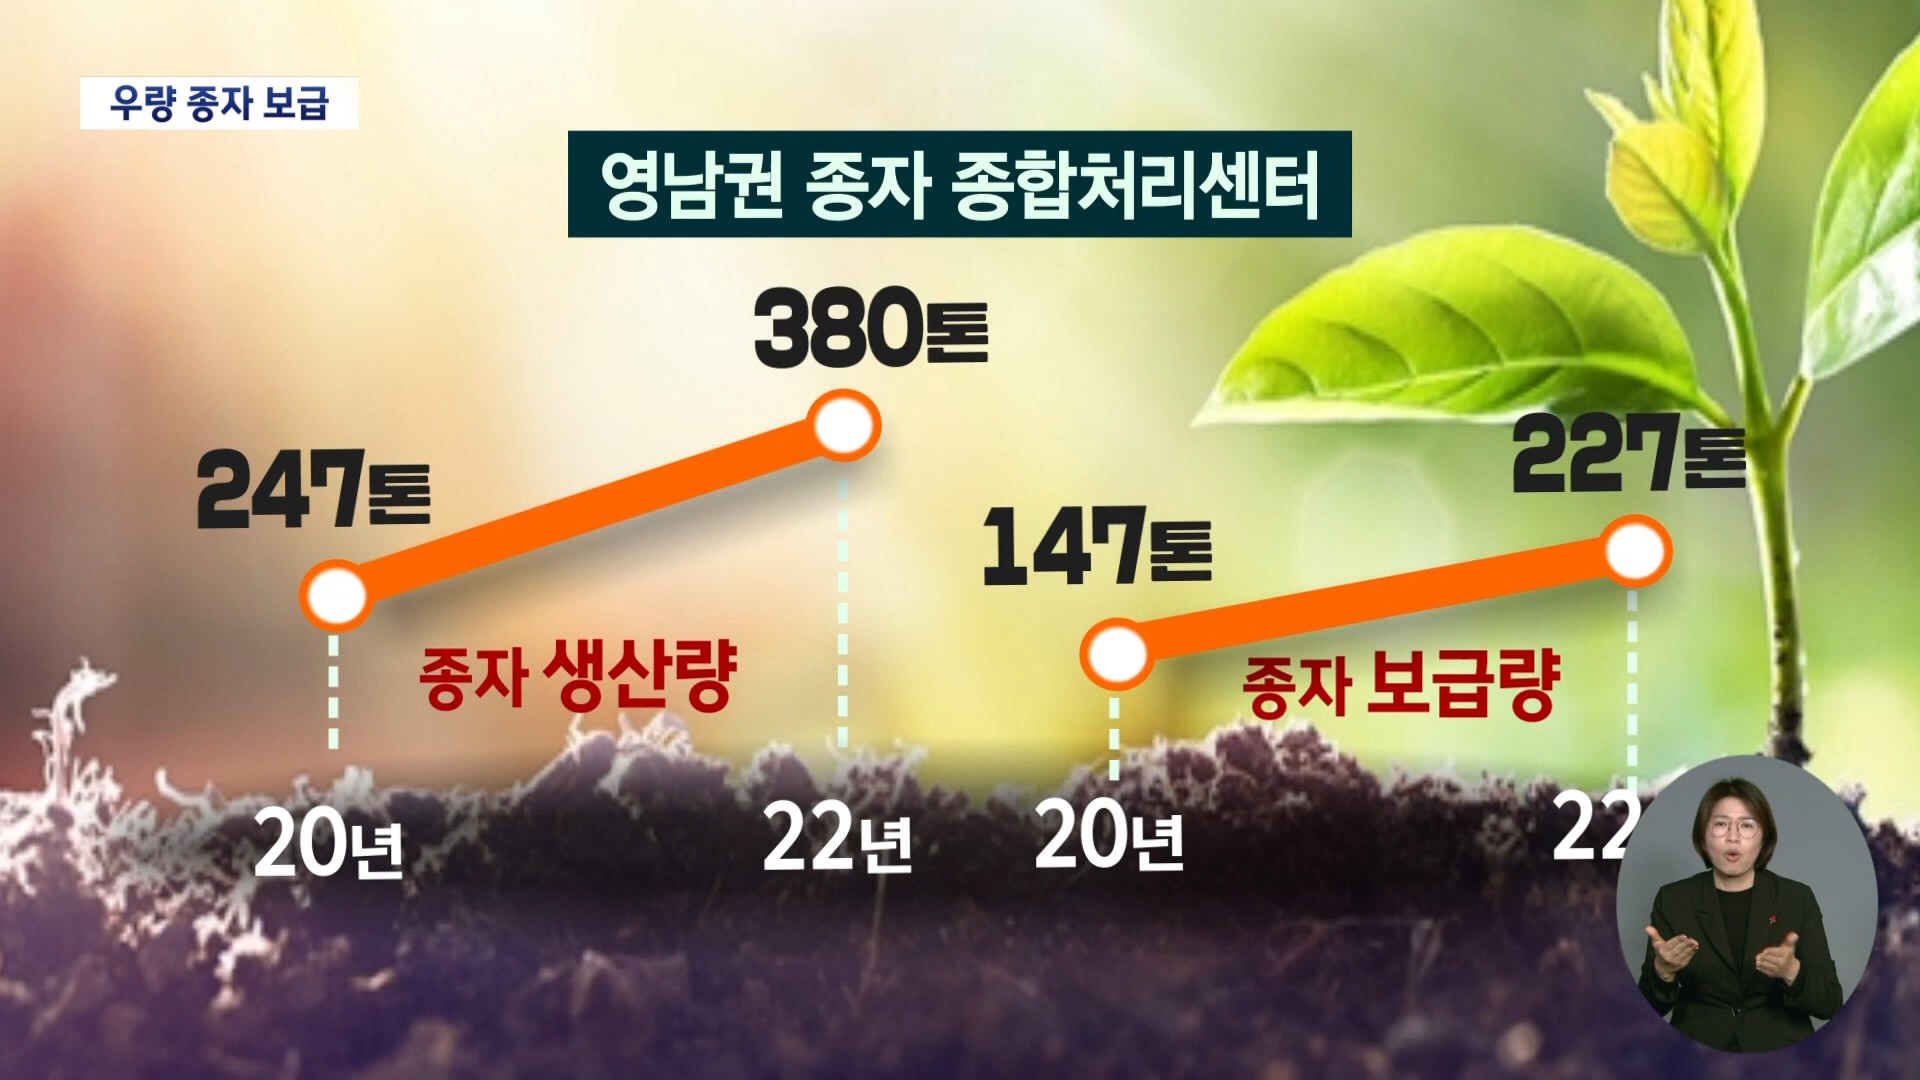 우량 종자 보급
영남권 종자 종합처리센터
247톤
380톤
종자 생산량
20년
22년
147톤
227톤
종자 보급량
20년
22